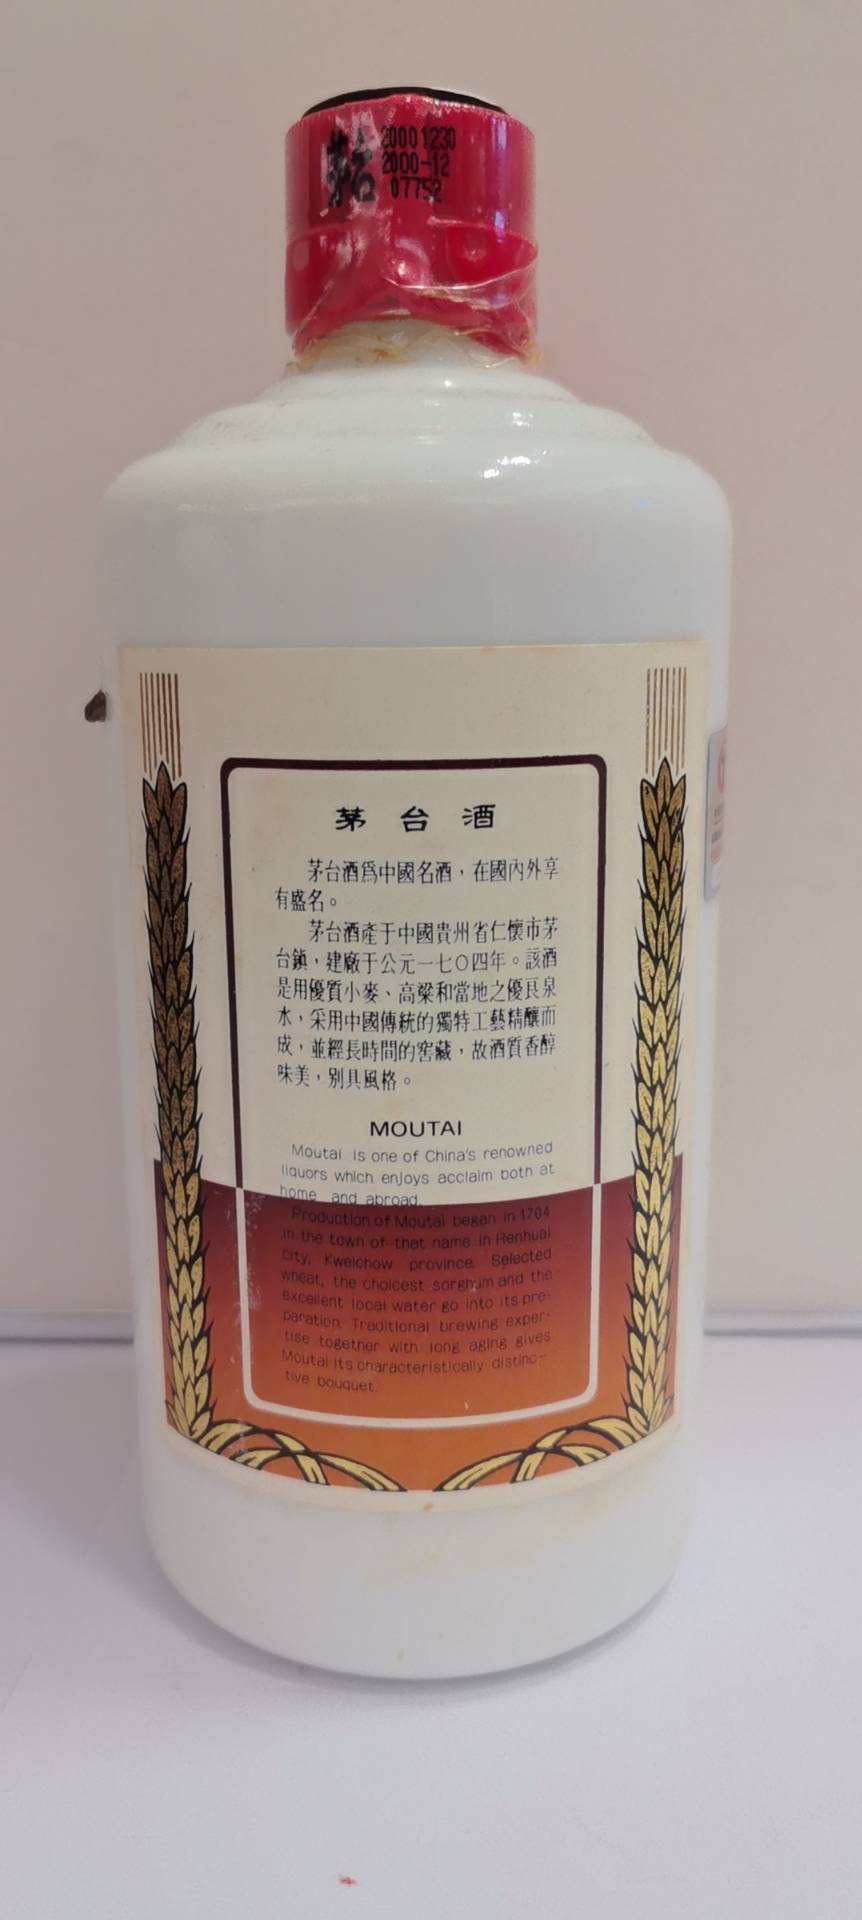 茅台
20001230
2000-12
07752
茅台酒
茅台酒爲中國名酒，在國內外享
有盛名。
茅台酒產于中國貴州省仁懷市茅
台鎮，建廠于公元一七〇四年。該酒
是用優質小麥、高粱和當地之優良泉
水，采用中國傳統的獨特工藝精釀而
成，並經長時間的窖藏，故酒質香醇
味美，别具風格。
MOUTAI
Moutai is one of China's renowned
liquors which enjoys acclaim both at
home and abroad.
Production of Moutai began in 1704
in the town of that name in Renhuai
city, Kweichow province. Selected
wheat, the choicest sorghum and the
excellent local water go into its pre-
paration. Traditional brewing exper-
tise together with long aging gives
Moutai its characteristically distinc-
tive bouquet.